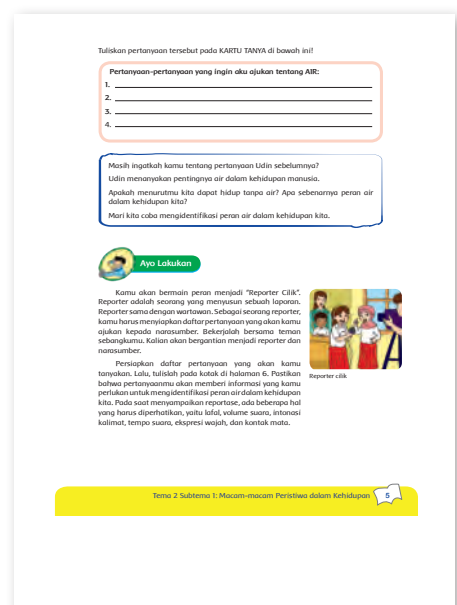 Tuliskan pertanyaan tersebut pada KARTU TANYA di bawah ini!
Pertanyaan-pertanyaan yang ingin aku ajukan tentang AIR:
1.
2.
3.
4.
Masih ingatkah kamu tentang pertanyaan Udin sebelumnya?
Udin menanyakan pentingnya air dalam kehidupan manusia.
Apakah menurutmu kita dapat hidup tanpa air? Apa sebenarnya peran air
dalam kehidupan kita?
Mari kita coba mengidentifikasi peran air dalam kehidupan kita.
Ayo Lakukan
Kamu akan bermain peran menjadi "Reporter Cilik".
Reporter adalah seorang yang menyusun sebuah laporan.
Reporter sama dengan wartawan. Sebagai seorang reporter,
kamu harus menyiapkan daftar pertanyaan yang akan kamu
ajukan kepada narasumber. Bekerjalah bersama teman
sebangkumu. Kalian akan bergantian menjadi reporter dan
narasumber.
Persiapkan daftar pertanyaan yang akan kamu
tanyakan. Lalu, tulislah pada kotak di halaman 6. Pastikan
bahwa pertanyaanmu akan memberi informasi yang kamu
perlukan untuk mengidentifikasi peran air dalam kehidupan
kita. Pada saat menyampaikan reportase, ada beberapa hal
yang harus diperhatikan, yaitu lafal, volume suara, intonasi
kalimat, tempo suara, ekspresi wajah, dan kontak mata.
Reporter cilik
Tema 2 Subtema 1: Macam-macam Peristiwa dalam Kehidupan
5